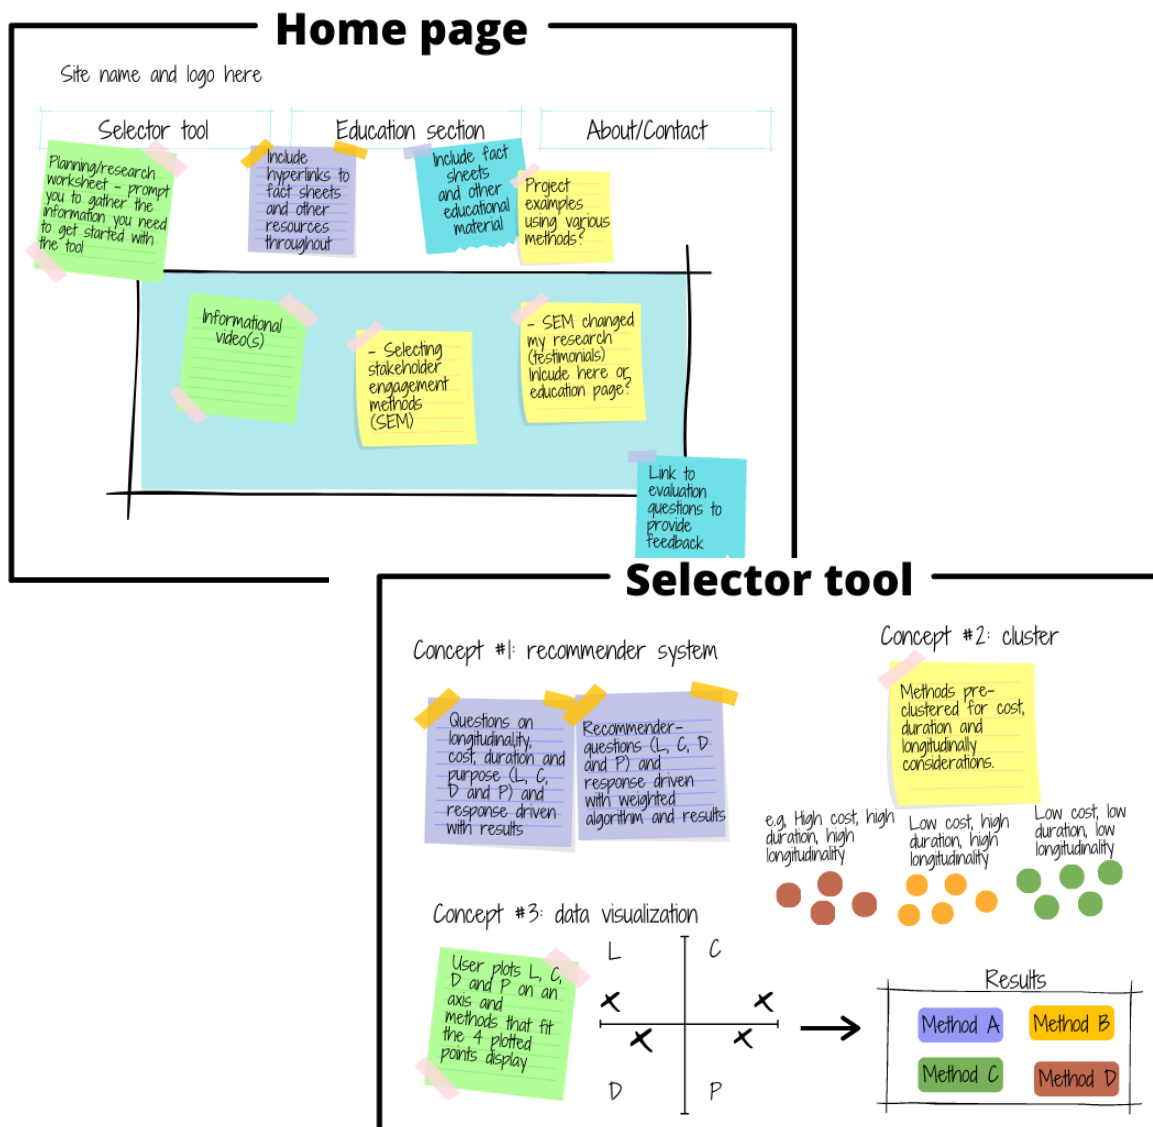 Home page
Site name and logo here
Selector tool
Education section
About/Contact
Planning/research
worksheet - prompt
you to gather the
information you need
to get started with
the tool
Include
hyperlinks to
fact sheets
and other
resources
throughout
Include fact
sheets
and other
educational
material
Project
examples
using various
methods?
Informational
video(s)
- Selecting
stakeholder
engagement
methods
(SEM)
- SEM changed
my research
(testimonials)
Inlcude here or
education page?
Link to
evaluation
questions to
provide
feedback
Selector tool
Concept #1: recommender system
Questions on
longitudinality,
cost, duration and
purpose (L, C,
D and P) and
response driven
with results
Recommender-
questions (L, C, D
and P) and
response driven
with weighted
algorithm and results
Concept #2: cluster
Methods pre-
clustered for cost,
duration and
longitudinally
considerations.
e.g, High cost, high
duration, high
longitudinality
Low cost, high
duration, high
longitudinality
Low cost, low
duration, low
longitudinality
Concept #3: data visualization
User plots L, C,
D and P on an
axis and
methods that fit
the 4 plotted
points display
L
C
D
P
Results
Method A
Method B
Method C
Method D